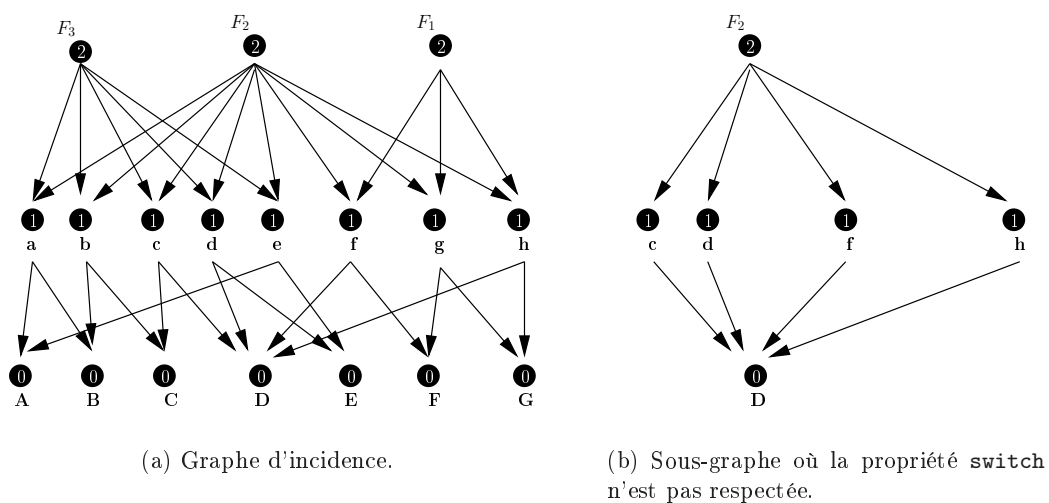 F3 F2 F1 F2
2 2 2 2
1 1 1 1 1 1 1 1 1 1 1 1
a b c d e f g h c d f h
0 0 0 0 0 0 0 0
A B C D E F G D
(a) Graphe d'incidence.
(b) Sous-graphe où la propriété switch
n'est pas respectée.